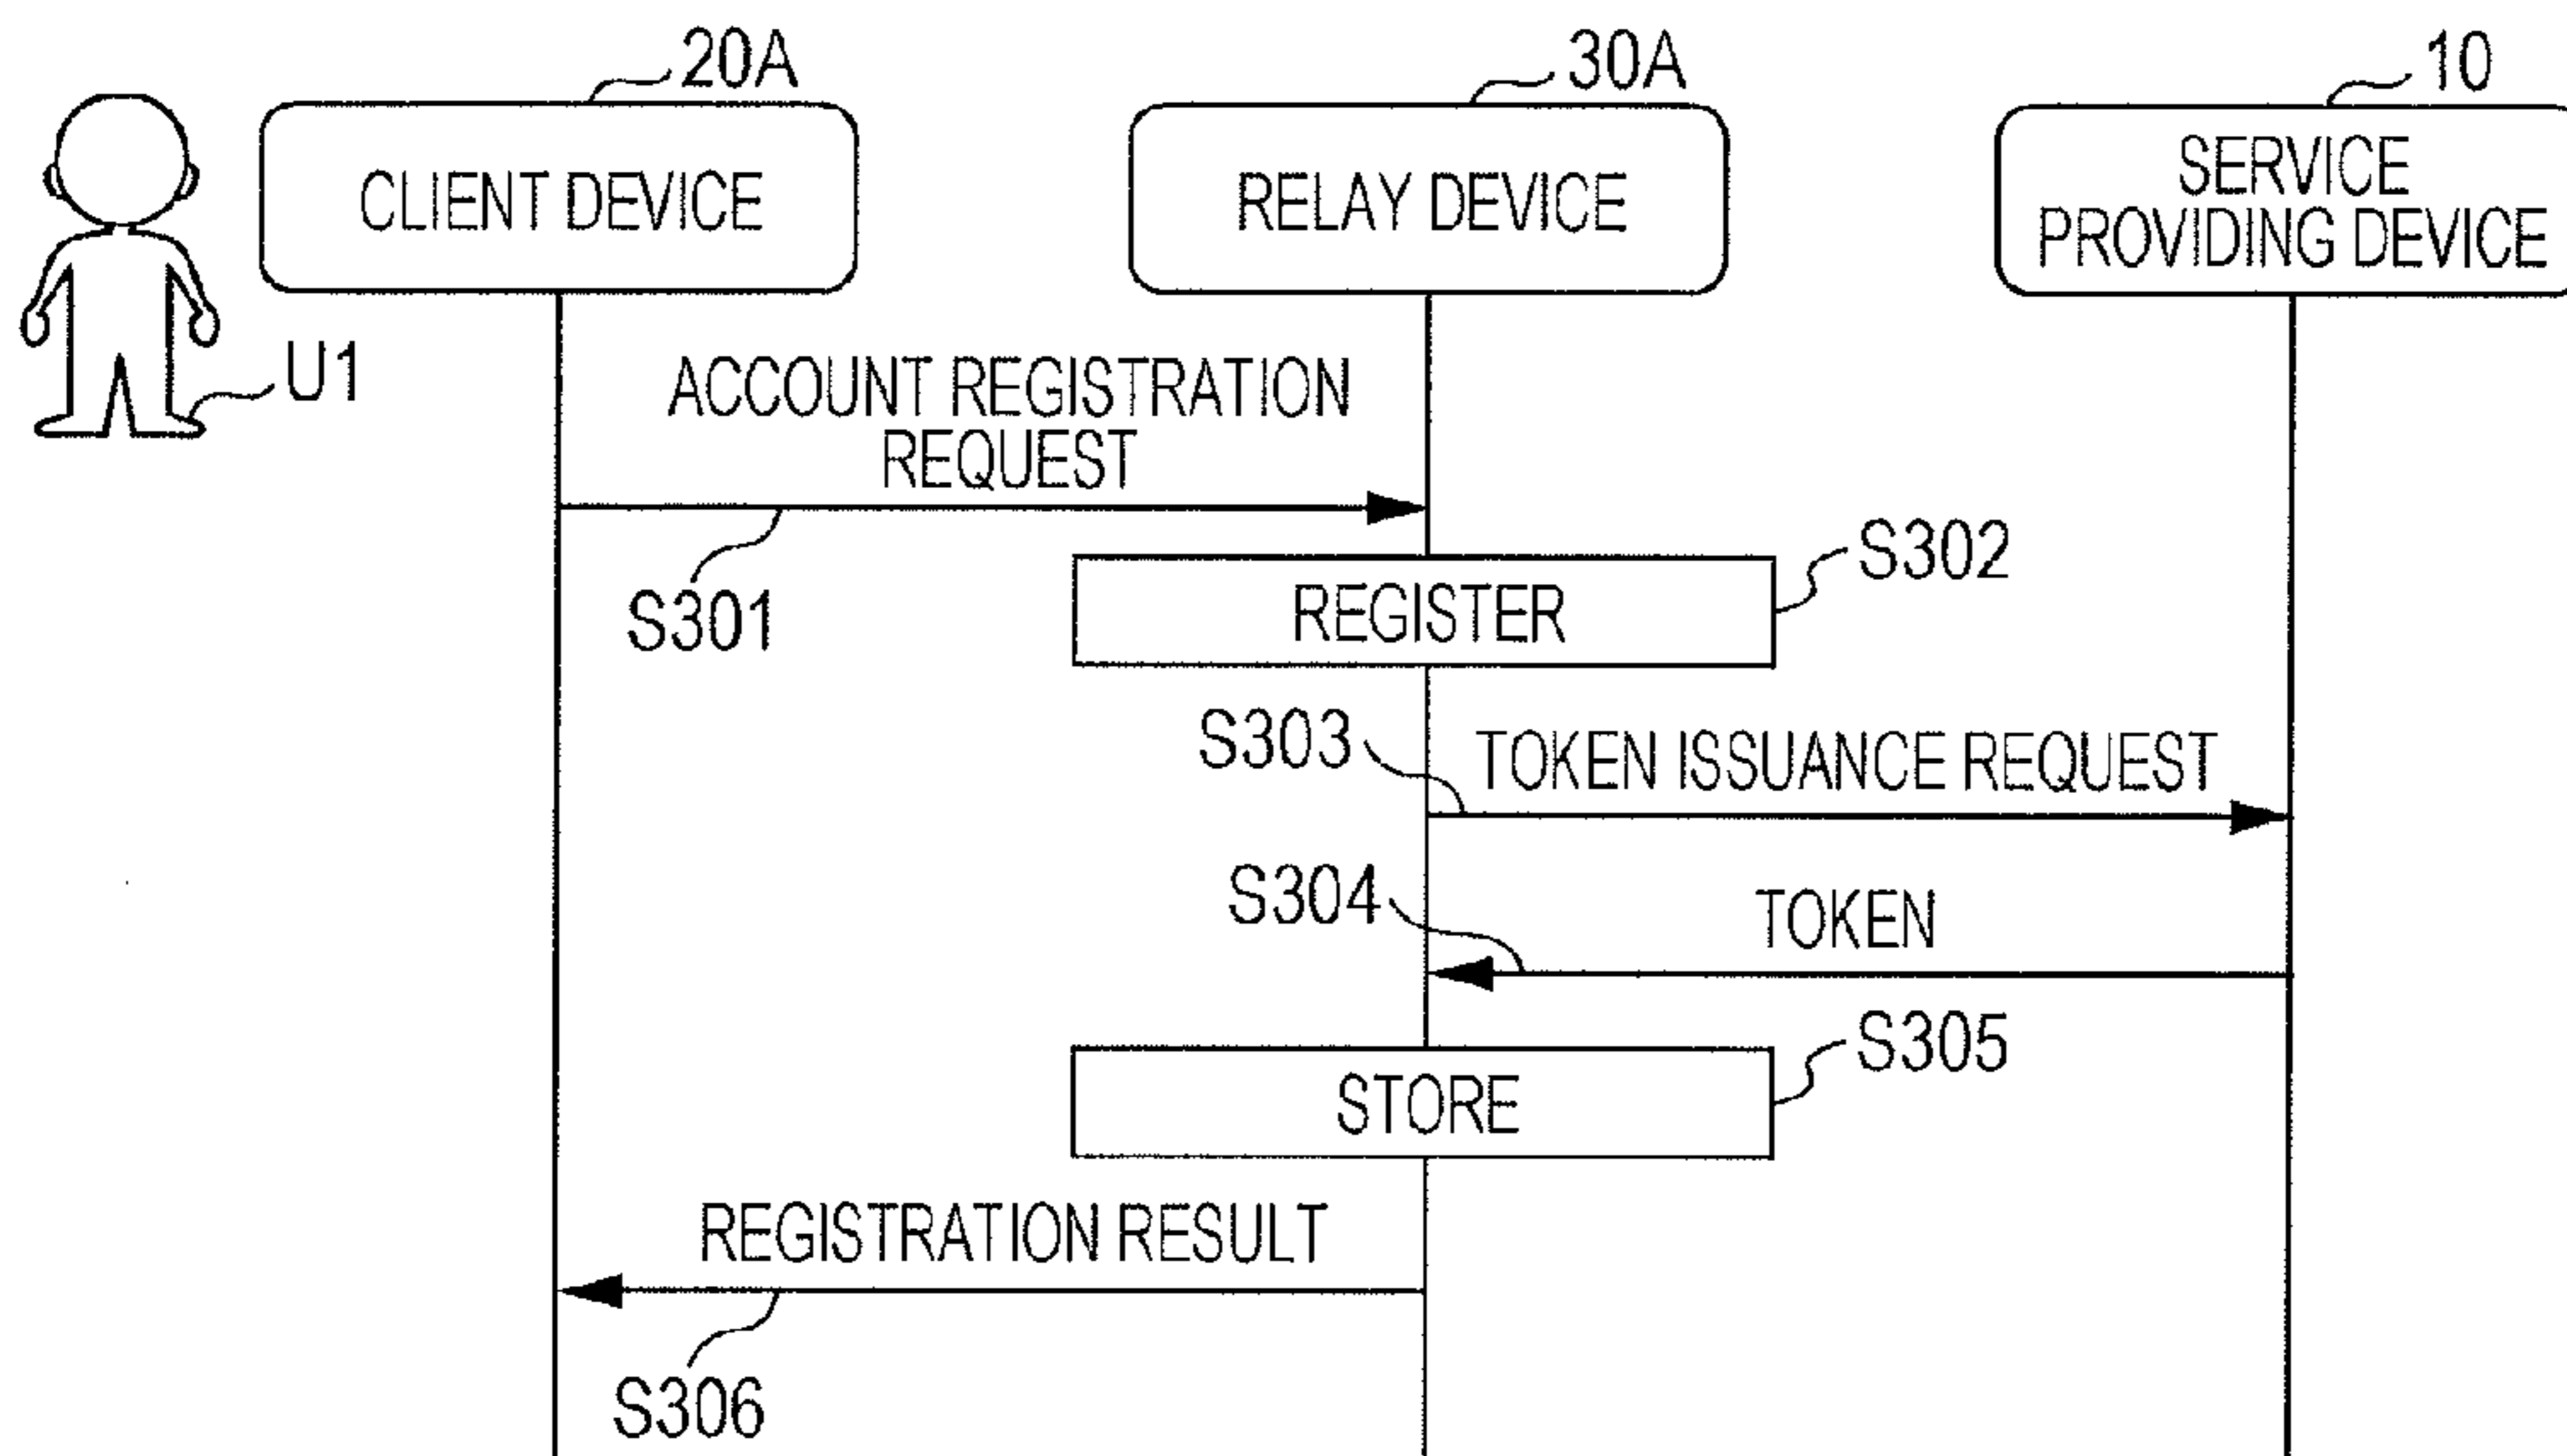 20A
30A
10
CLIENT DEVICE
RELAY DEVICE
SERVICE
PROVIDING DEVICE
U1
ACCOUNT REGISTRATION
REQUEST
S301
S302
REGISTER
S303
TOKEN ISSUANCE REQUEST
S304
TOKEN
S305
STORE
REGISTRATION RESULT
S306